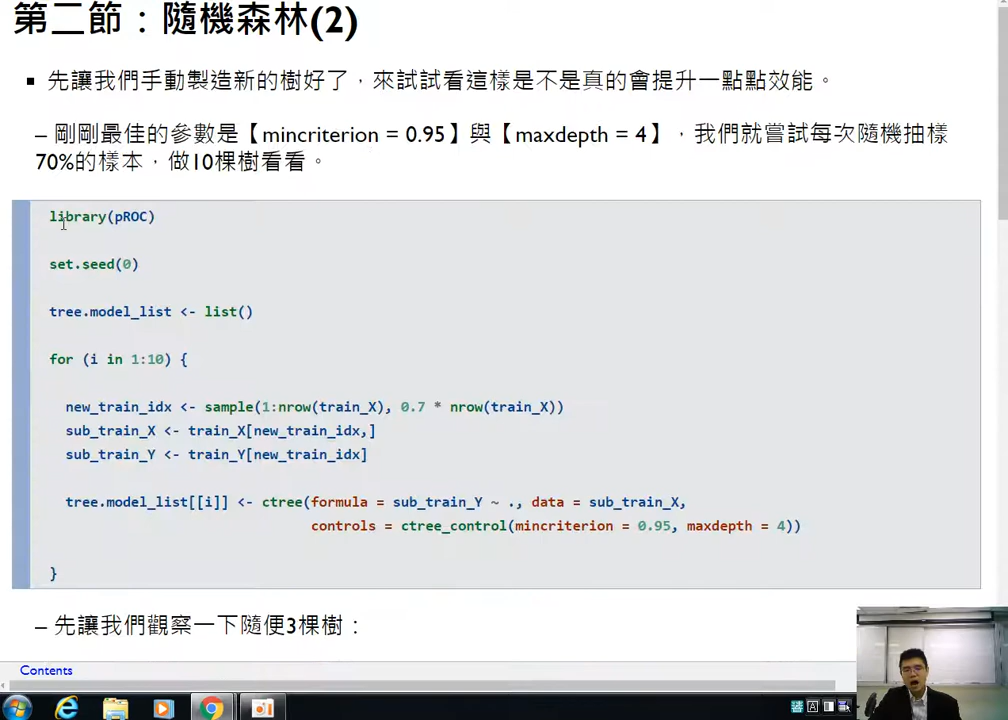 第二節：隨機森林(2)
▪ 先讓我們手動製造新的樹好了，來試試看這樣是不是真的會提升一點點效能。
– 剛剛最佳的參數是【mincriterion = 0.95】與【maxdepth = 4】，我們就嘗試每次隨機抽樣
70%的樣本，做10棵樹看看。
library(pROC)
set.seed(0)
tree.model_list <- list()
for (i in 1:10) {
new_train_idx <- sample(1:nrow(train_X), 0.7 * nrow(train_X))
sub_train_X <- train_X[new_train_idx,]
sub_train_Y <- train_Y[new_train_idx]
tree.model_list[[i]] <- ctree(formula = sub_train_Y ~ ., data = sub_train_X,
controls = ctree_control(mincriterion = 0.95, maxdepth = 4))
}
– 先讓我們觀察一下隨便3棵樹：
Contents